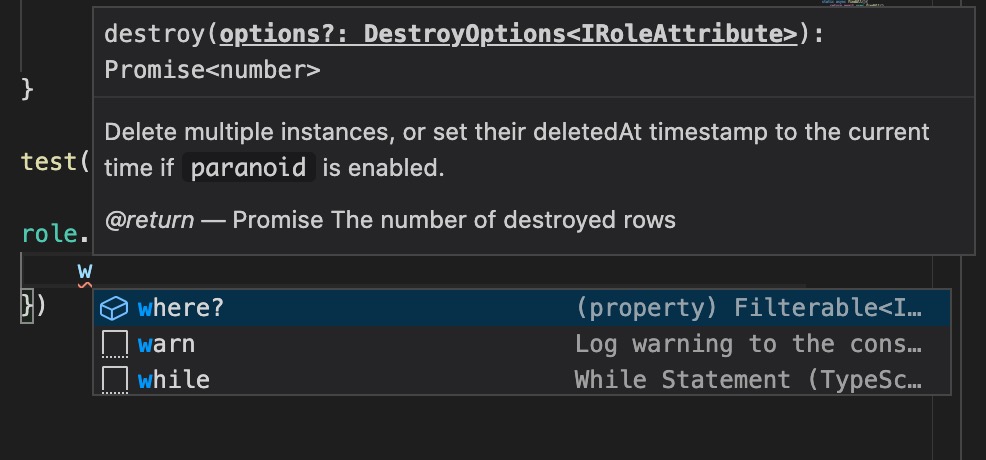 destroy(options?: DestroyOptions<IRoleAttribute>):
Promise<number>
}
Delete multiple instances, or set their deletedAt timestamp to the current
test(
time if paranoid is enabled.
@return — Promise The number of destroyed rows
role.
w
})
where? (property) Filterable<I…
warn Log warning to the cons…
while While Statement (TypeSc…